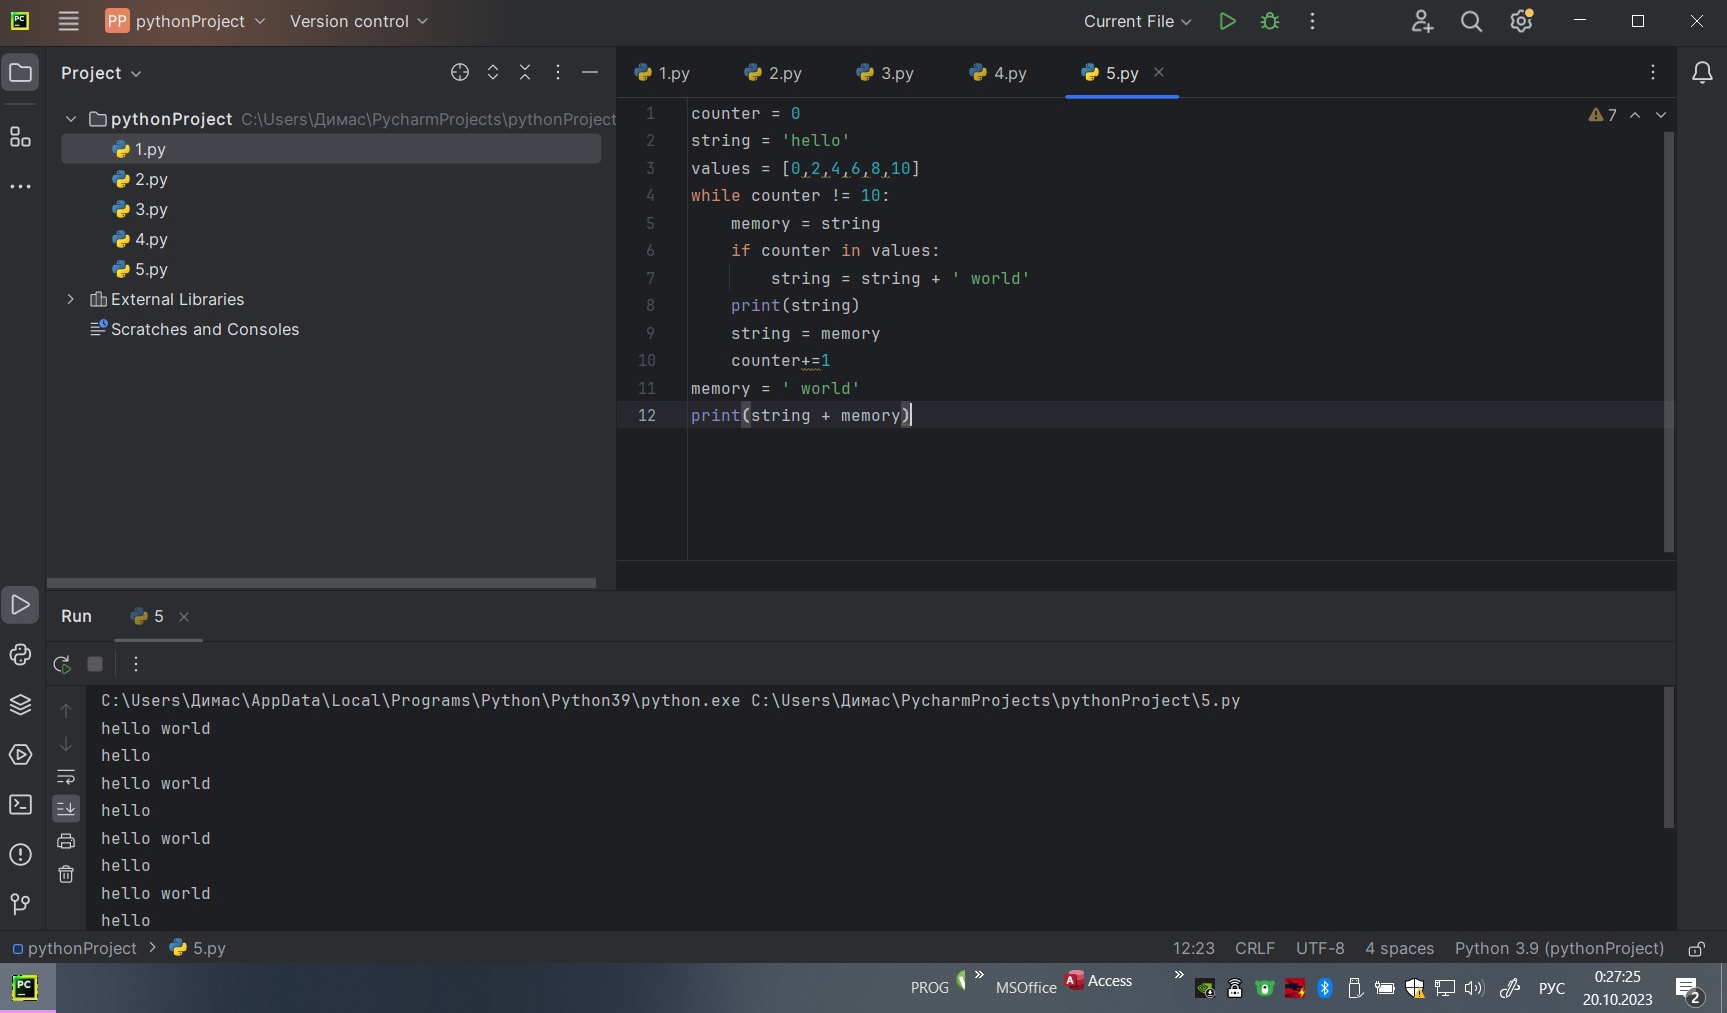 PC PP pythonProject Version control Current File
Project
1.py 2.py 3.py 4.py 5.py
pythonProject C:\Users\Димас\PycharmProjects\pythonProject
1.py
2.py
3.py
4.py
5.py
External Libraries
Scratches and Consoles
7
1 counter = 0
2 string = 'hello'
3 values = [0,2,4,6,8,10]
4 while counter != 10:
5 memory = string
6 if counter in values:
7 string = string + ' world'
8 print(string)
9 string = memory
10 counter+=1
11 memory = ' world'
12 print(string + memory)
Run 5
C:\Users\Димас\AppData\Local\Programs\Python\Python39\python.exe C:\Users\Димас\PycharmProjects\pythonProject\5.py
hello world
hello
hello world
hello
hello world
hello
hello world
hello
pythonProject > 5.py 12:23 CRLF UTF-8 4 spaces Python 3.9 (pythonProject)
PC PROG » MSOffice A Access » РУС 0:27:25
20.10.2023 2